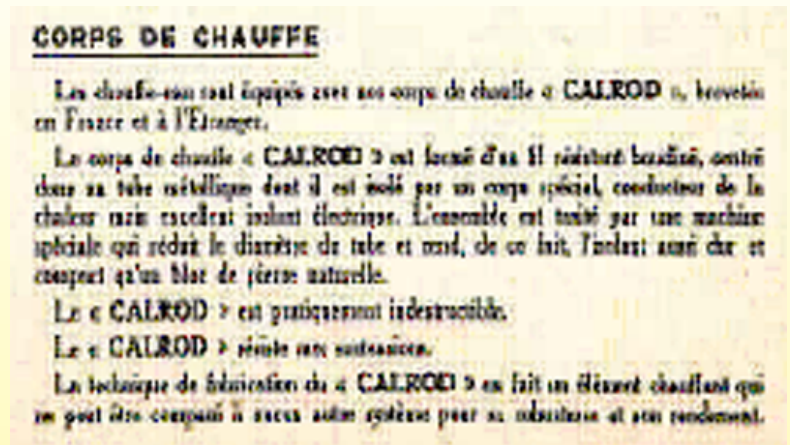 CORPS DE CHAUFFE
Les chauffe-eau sont équipés avec nos corps de chauffe « CALROD », brevetés
en France et à l'Étranger.
Le corps de chauffe « CALROD » est formé d'un fil résistant boudiné, centré
dans un tube métallique dont il est isolé par un corps spécial, conducteur de la
chaleur mais excellent isolant électrique. L'ensemble est traité par une machine
spéciale qui réduit le diamètre du tube et rend, de ce fait, l'isolant aussi dur et
compact qu'un bloc de pierre naturelle.
Le « CALROD » est pratiquement indestructible.
Le « CALROD » résiste aux surtensions.
La technique de fabrication du « CALROD » en fait un élément chauffant qui
ne peut être comparé à aucun autre système pour sa robustesse et son rendement.